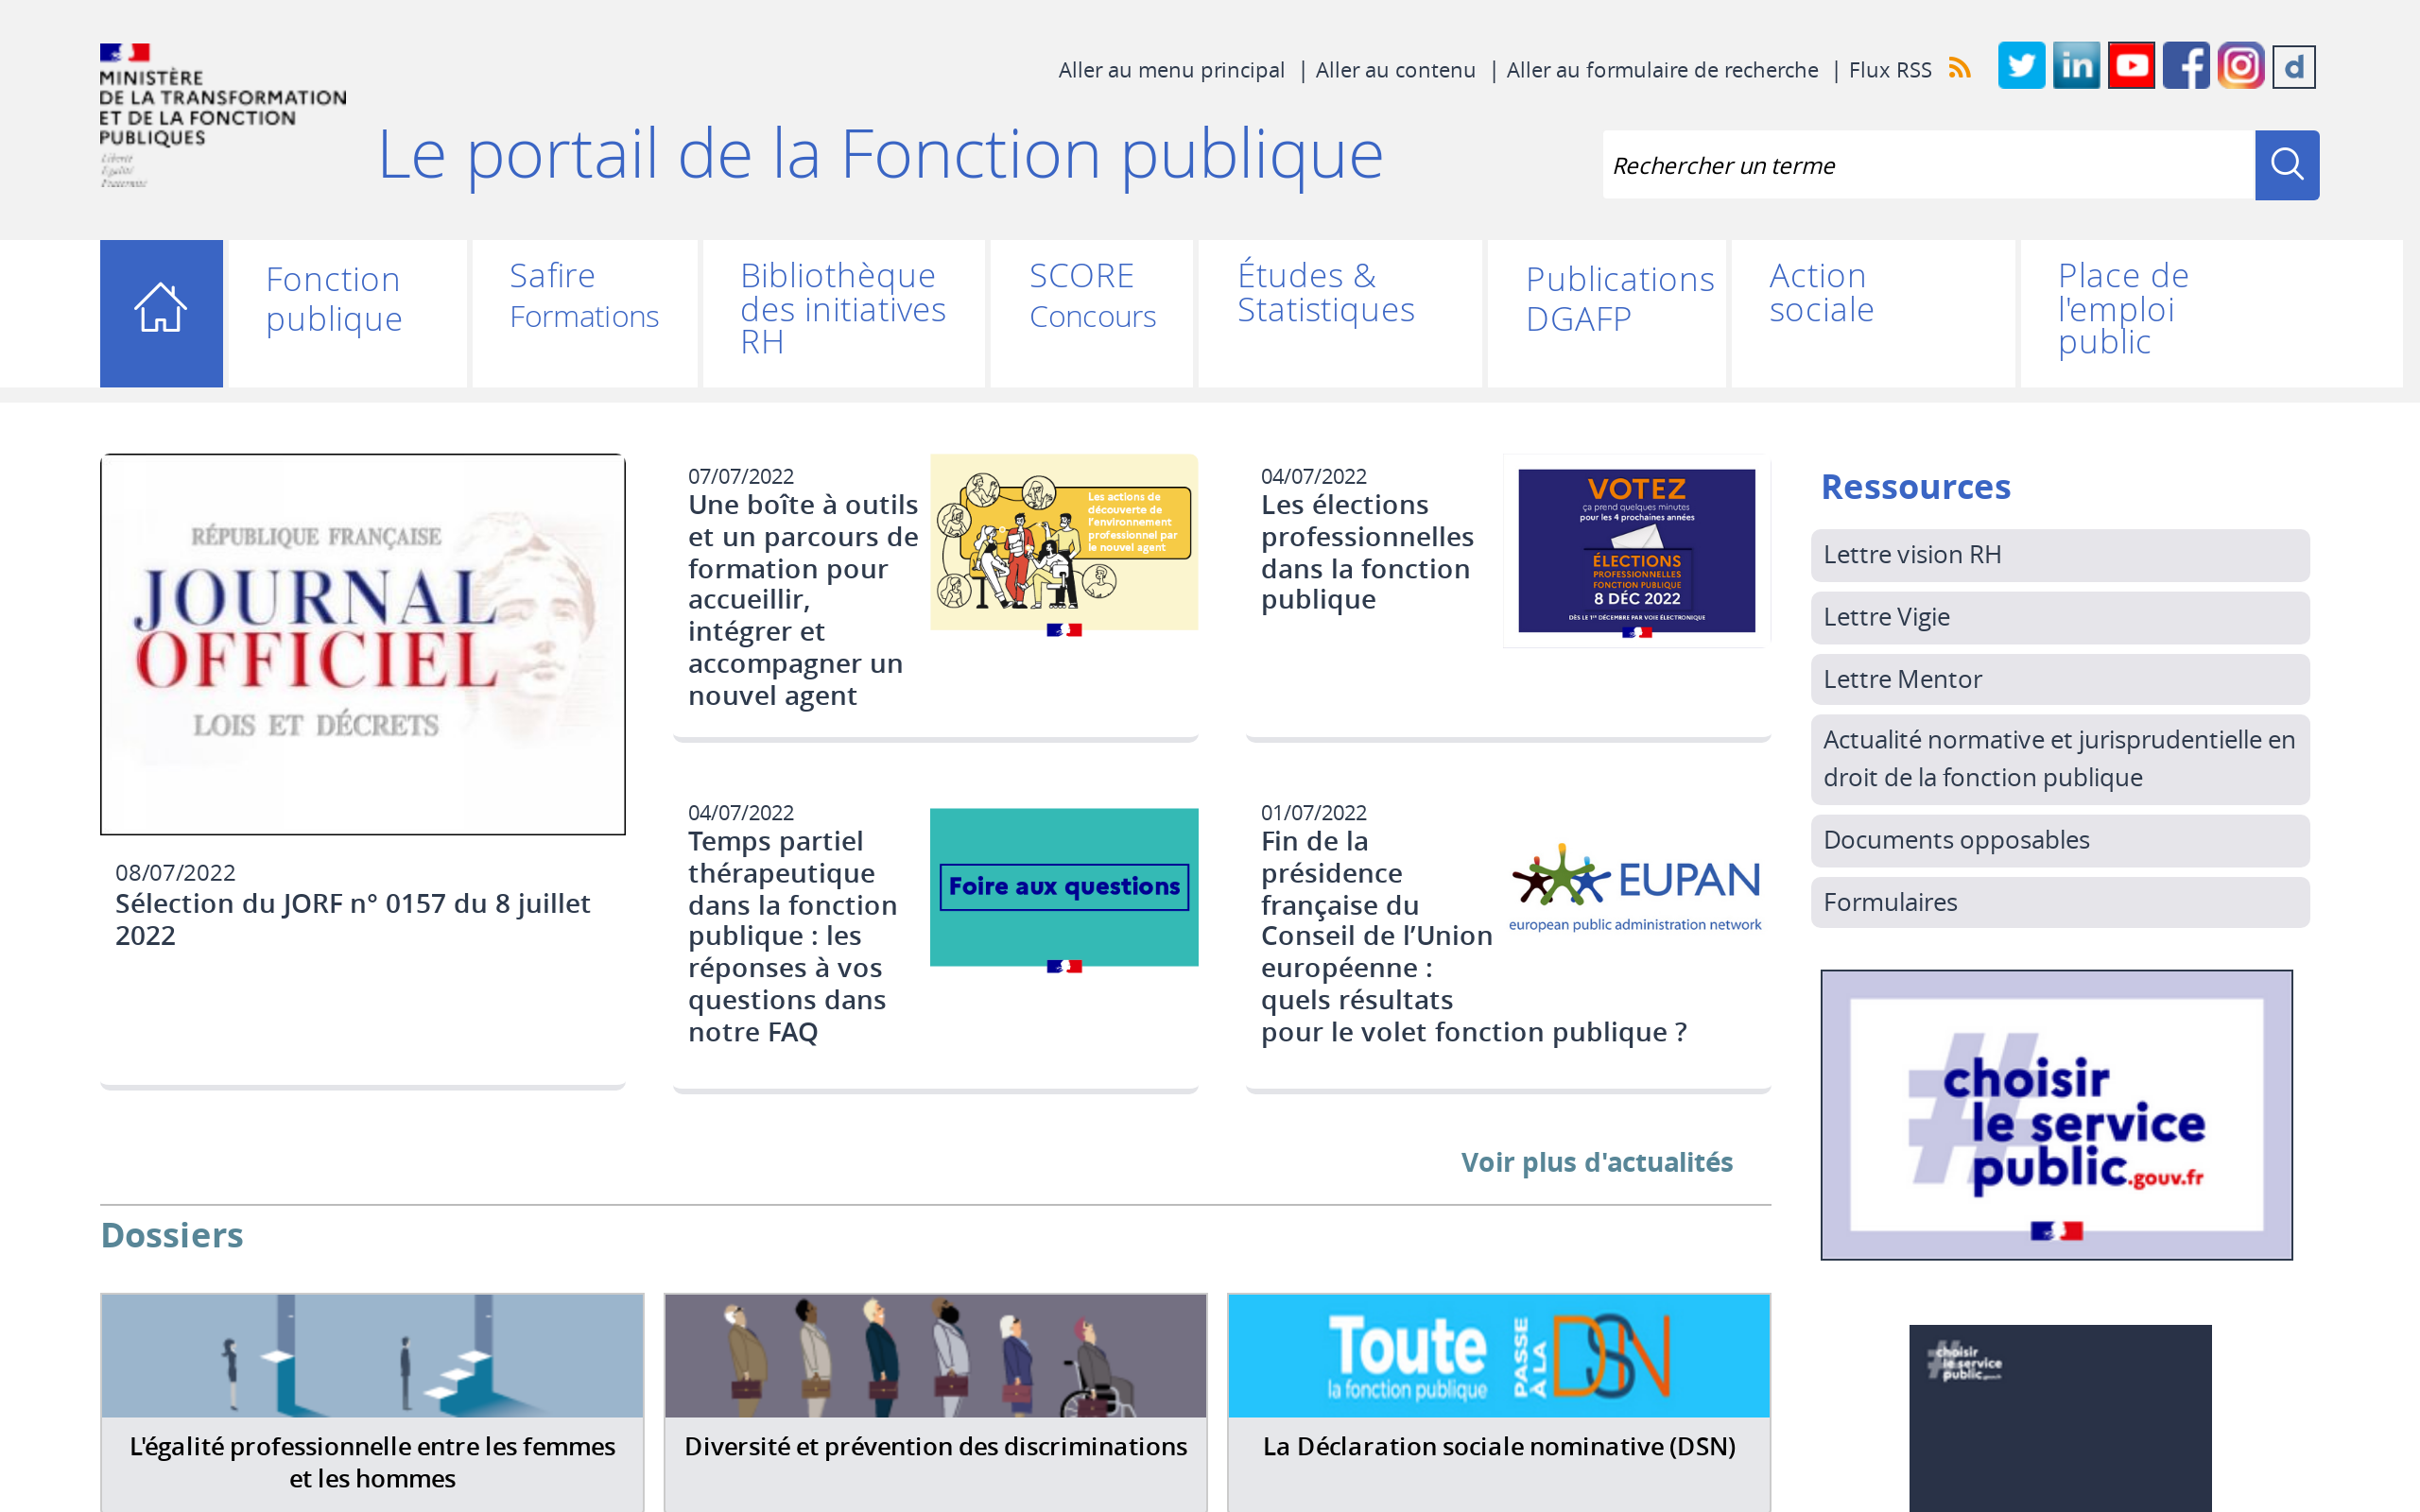 MINISTÈRE
DE LA TRANSFORMATION
ET DE LA FONCTION
PUBLIQUES
Liberté
Égalité
Fraternité
Aller au menu principal | Aller au contenu | Aller au formulaire de recherche | Flux RSS
Le portail de la Fonction publique
Rechercher un terme
Fonction
publique
Safire
Formations
Bibliothèque
des initiatives
RH
SCORE
Concours
Études &
Statistiques
Publications
DGAFP
Action
sociale
Place de
l'emploi
public
RÉPUBLIQUE FRANÇAISE
JOURNAL
OFFICIEL
LOIS ET DÉCRETS
08/07/2022
Sélection du JORF n° 0157 du 8 juillet
2022
07/07/2022
Une boîte à outils
et un parcours de
formation pour
accueillir,
intégrer et
accompagner un
nouvel agent
Les actions de
découverte de
l'environnement
professionnel par
le nouvel agent
04/07/2022
Les élections
professionnelles
dans la fonction
publique
VOTEZ
ça prend quelques minutes
pour les 4 prochaines années
ÉLECTIONS
PROFESSIONNELLES
FONCTION PUBLIQUE
8 DÉC 2022
DÈS LE 1ER DÉCEMBRE PAR VOIE ÉLECTRONIQUE
04/07/2022
Temps partiel
thérapeutique
dans la fonction
publique : les
réponses à vos
questions dans
notre FAQ
Foire aux questions
01/07/2022
Fin de la
présidence
française du
Conseil de l’Union
européenne :
quels résultats
pour le volet fonction publique ?
EUPAN
european public administration network
Voir plus d'actualités
Ressources
Lettre vision RH
Lettre Vigie
Lettre Mentor
Actualité normative et jurisprudentielle en
droit de la fonction publique
Documents opposables
Formulaires
#choisir
le service
public.gouv.fr
#choisir
le service
public.gouv.fr
Dossiers
L'égalité professionnelle entre les femmes
et les hommes
Diversité et prévention des discriminations
Toute
la fonction publique
PASSE
À LA
DSN
La Déclaration sociale nominative (DSN)